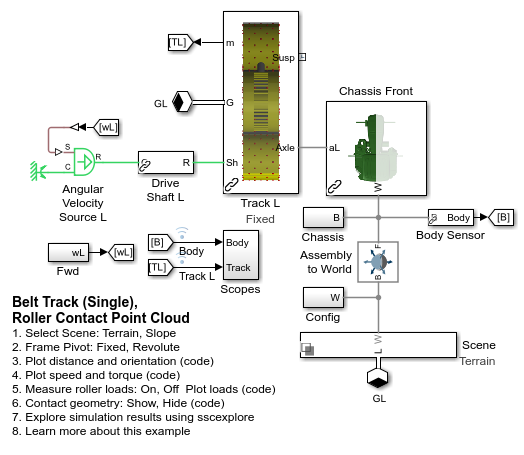 [TL]
m
Susp
GL
G
Chassis Front
[wL]
S
R
C
R
Sh
Axle
aL
W
Angular
Velocity
Source L
Drive
Shaft L
Track L
Fixed
B
Chassis
S
Body
[B]
Body Sensor
wL
[wL]
Fwd
[B]
Body
Body
[TL]
Track
Track L
Scopes
F
Assembly
to World
B
W
Config
W
L
Scene
Terrain
GL
Belt Track (Single),
Roller Contact Point Cloud
1. Select Scene: Terrain, Slope
2. Frame Pivot: Fixed, Revolute
3. Plot distance and orientation (code)
4. Plot speed and torque (code)
5. Measure roller loads: On, Off  Plot loads (code)
6. Contact geometry: Show, Hide (code)
7. Explore simulation results using sscexplore
8. Learn more about this example